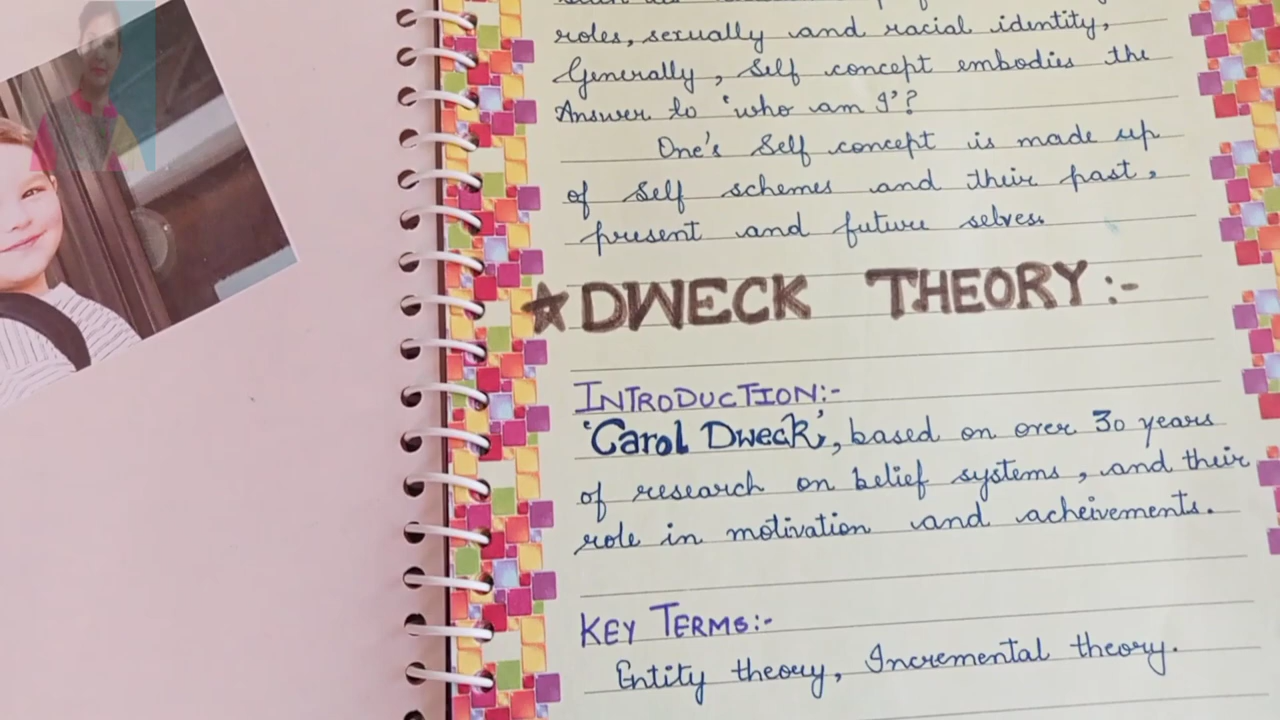 roles, sexually and racial identity,
Generally, Self concept embodies the
Answer to 'who am I'?
One's Self concept is made up
of self schemes and their past,
present and future selves.
☆DWECK THEORY:-
INTRODUCTION:-
'Carol Dweck', based on over 30 years
of research on belief systems, and their
role in motivation and acheivements.
KEY TERMS:-
Entity theory, Incremental theory.